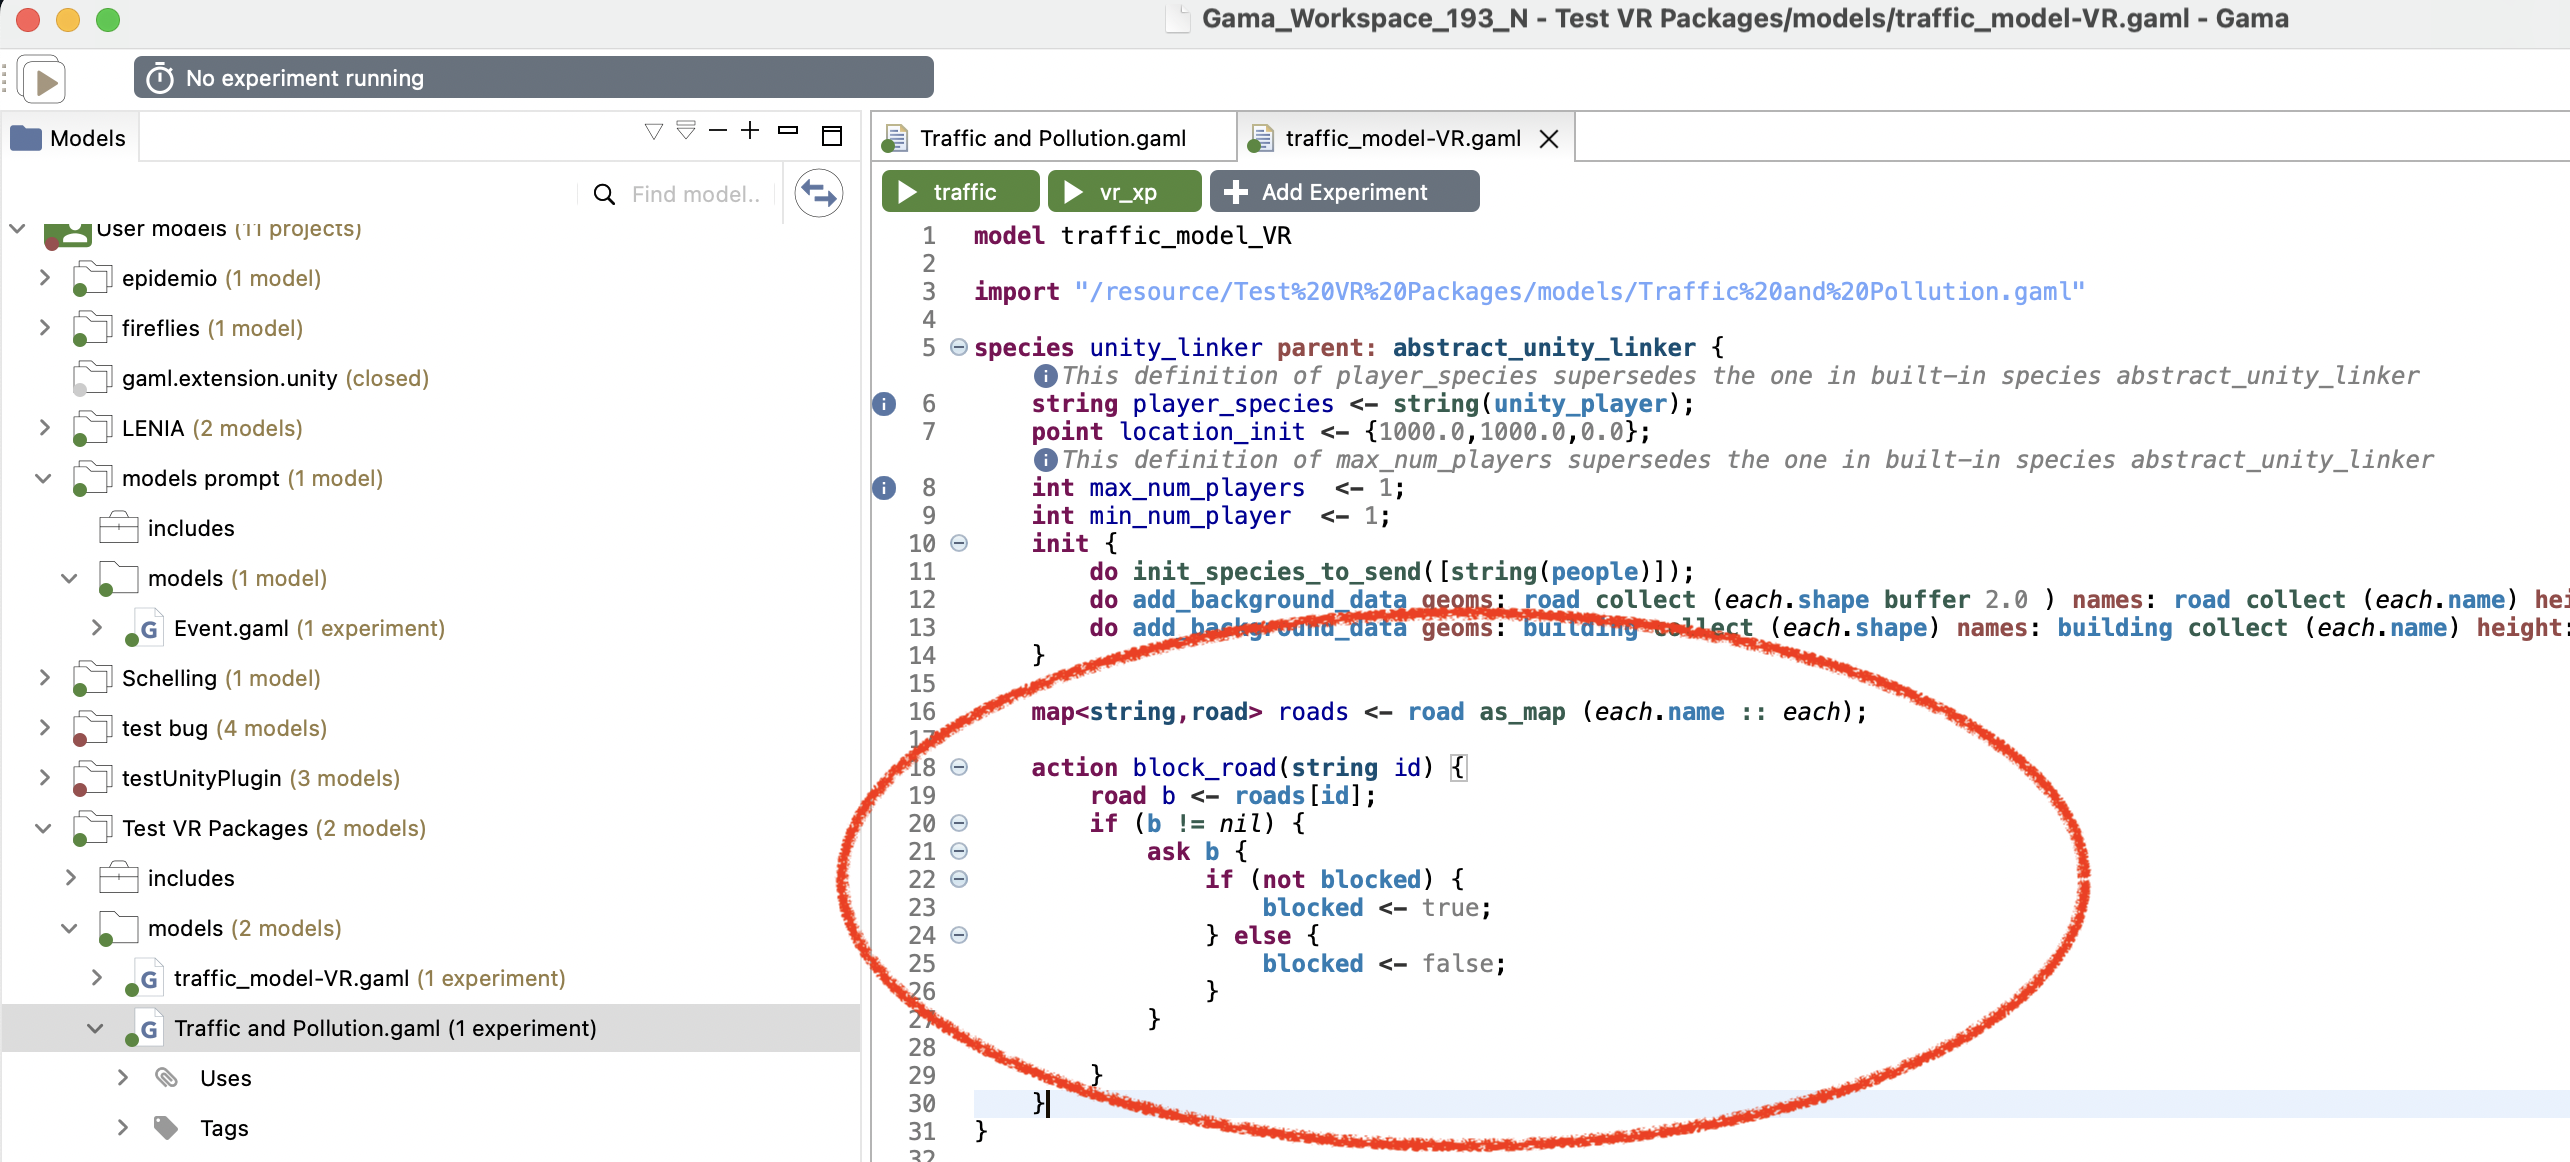 Gama_Workspace_193_N - Test VR Packages/models/traffic_model-VR.gaml - Gama
No experiment running
Models
Find model..
User models (11 projects)
epidemio (1 model)
fireflies (1 model)
gaml.extension.unity (closed)
LENIA (2 models)
models prompt (1 model)
includes
models (1 model)
G Event.gaml (1 experiment)
Schelling (1 model)
test bug (4 models)
testUnityPlugin (3 models)
Test VR Packages (2 models)
includes
models (2 models)
G traffic_model-VR.gaml (1 experiment)
G Traffic and Pollution.gaml (1 experiment)
Uses
Tags
Traffic and Pollution.gaml
traffic_model-VR.gaml
traffic
vr_xp
Add Experiment
1 model traffic_model_VR
2
3 import "/resource/Test%20VR%20Packages/models/Traffic%20and%20Pollution.gaml"
4
5 species unity_linker parent: abstract_unity_linker {
i This definition of player_species supersedes the one in built-in species abstract_unity_linker
i 6 string player_species <- string(unity_player);
7 point location_init <- {1000.0,1000.0,0.0};
i This definition of max_num_players supersedes the one in built-in species abstract_unity_linker
i 8 int max_num_players <- 1;
9 int min_num_player <- 1;
10 init {
11 do init_species_to_send([string(people)]);
12 do add_background_data geoms: road collect (each.shape buffer 2.0 ) names: road collect (each.name) hei
13 do add_background_data geoms: building collect (each.shape) names: building collect (each.name) height:
14 }
15
16 map<string,road> roads <- road as_map (each.name :: each);
17
18 action block_road(string id) {
19 road b <- roads[id];
20 if (b != nil) {
21 ask b {
22 if (not blocked) {
23 blocked <- true;
24 } else {
25 blocked <- false;
26 }
27 }
28
29 }
30 }
31 }
32